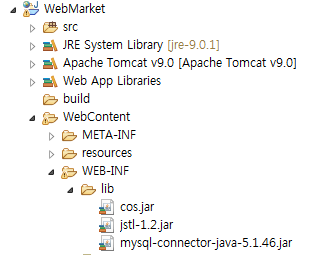 WebMarket
src
JRE System Library [jre-9.0.1]
Apache Tomcat v9.0 [Apache Tomcat v9.0]
Web App Libraries
build
WebContent
META-INF
resources
WEB-INF
lib
cos.jar
jstl-1.2.jar
mysql-connector-java-5.1.46.jar